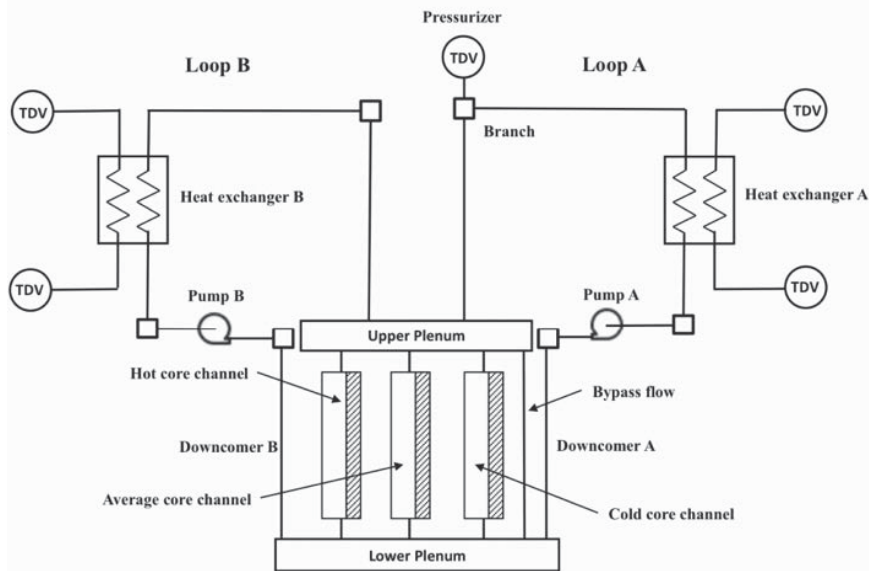 Pressurizer
TDV
Loop B
Loop A
TDV
TDV
Branch
Heat exchanger B
Heat exchanger A
TDV
TDV
Pump B
Pump A
Upper Plenum
Hot core channel
Bypass flow
Downcomer B
Downcomer A
Average core channel
Cold core channel
Lower Plenum